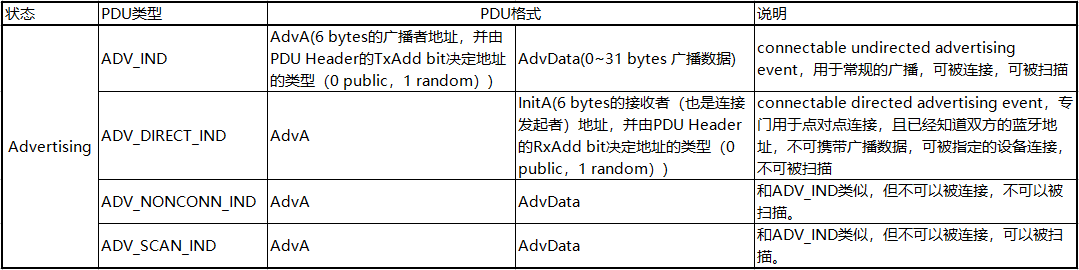 状态
PDU类型
PDU格式
说明
Advertising
ADV_IND
AdvA(6 bytes的广播者地址，并由
PDU Header的TxAdd bit决定地址
的类型（0 public，1 random）)
AdvData(0~31 bytes 广播数据)
connectable undirected advertising
event，用于常规的广播，可被连接，可被扫描
ADV_DIRECT_IND
AdvA
InitA(6 bytes的接收者（也是连接
发起者）地址，并由PDU Header
的RxAdd bit决定地址的类型（0
public，1 random）)
connectable directed advertising event，专
门用于点对点连接，且已经知道双方的蓝牙地
址，不可携带广播数据，可被指定的设备连接，
不可被扫描
ADV_NONCONN_IND
AdvA
AdvData
和ADV_IND类似，但不可以被连接，不可以被
扫描。
ADV_SCAN_IND
AdvA
AdvData
和ADV_IND类似，但不可以被连接，可以被扫
描。